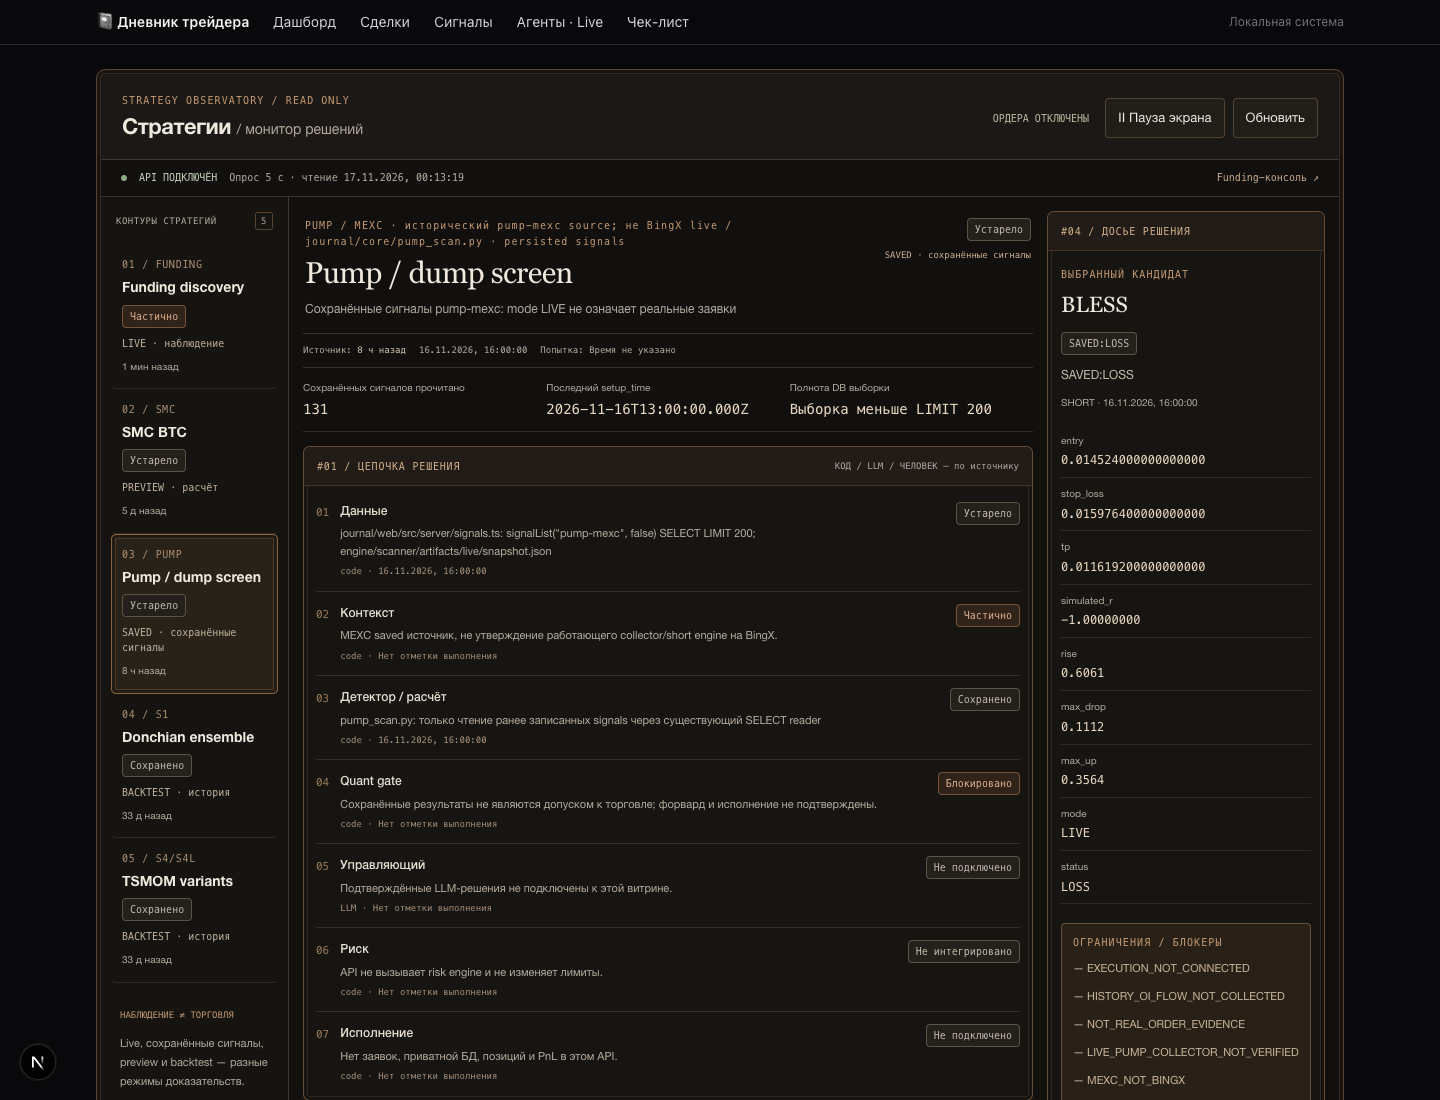 Дневник трейдера
Дашборд
Сделки
Сигналы
Агенты · Live
Чек-лист
Локальная система
STRATEGY OBSERVATORY / READ ONLY
Стратегии / монитор решений
ОРДЕРА ОТКЛЮЧЕНЫ
II Пауза экрана
Обновить
API ПОДКЛЮЧЁН
Опрос 5 с · чтение 17.11.2026, 00:13:19
Funding-консоль ↗
КОНТУРЫ СТРАТЕГИЙ
5
01 / FUNDING
Funding discovery
Частично
LIVE · наблюдение
1 мин назад
02 / SMC
SMC BTC
Устарело
PREVIEW · расчёт
5 д назад
03 / PUMP
Pump / dump screen
Устарело
SAVED · сохранённые
сигналы
8 ч назад
04 / S1
Donchian ensemble
Сохранено
BACKTEST · история
33 д назад
05 / S4/S4L
TSMOM variants
Сохранено
BACKTEST · история
33 д назад
НАБЛЮДЕНИЕ ≠ ТОРГОВЛЯ
Live, сохранённые сигналы,
preview и backtest — разные
режимы доказательств.
PUMP / MEXC · исторический pump-mexc source; не BingX live /
journal/core/pump_scan.py · persisted signals
Pump / dump screen
Сохранённые сигналы pump-mexc: mode LIVE не означает реальные заявки
Устарело
SAVED · сохранённые сигналы
Источник: 8 ч назад
16.11.2026, 16:00:00
Попытка: Время не указано
Сохранённых сигналов прочитано
131
Последний setup_time
2026-11-16T13:00:00.000Z
Полнота DB выборки
Выборка меньше LIMIT 200
#01 / ЦЕПОЧКА РЕШЕНИЯ
КОД / LLM / ЧЕЛОВЕК — по источнику
01
Данные
Устарело
journal/web/src/server/signals.ts: signalList("pump-mexc", false) SELECT LIMIT 200;
engine/scanner/artifacts/live/snapshot.json
code · 16.11.2026, 16:00:00
02
Контекст
Частично
MEXC saved источник, не утверждение работающего collector/short engine на BingX.
code · Нет отметки выполнения
03
Детектор / расчёт
Сохранено
pump_scan.py: только чтение ранее записанных signals через существующий SELECT reader
code · 16.11.2026, 16:00:00
04
Quant gate
Блокировано
Сохранённые результаты не являются допуском к торговле; форвард и исполнение не подтверждены.
code · Нет отметки выполнения
05
Управляющий
Не подключено
Подтверждённые LLM-решения не подключены к этой витрине.
LLM · Нет отметки выполнения
06
Риск
Не интегрировано
API не вызывает risk engine и не изменяет лимиты.
code · Нет отметки выполнения
07
Исполнение
Не подключено
Нет заявок, приватной БД, позиций и PnL в этом API.
code · Нет отметки выполнения
#04 / ДОСЬЕ РЕШЕНИЯ
ВЫБРАННЫЙ КАНДИДАТ
BLESS
SAVED:LOSS
SAVED:LOSS
SHORT · 16.11.2026, 16:00:00
entry
0.014524000000000000
stop_loss
0.015976400000000000
tp
0.011619200000000000
simulated_r
−1.00000000
rise
0.6061
max_drop
0.1112
max_up
0.3564
mode
LIVE
status
LOSS
ОГРАНИЧЕНИЯ / БЛОКЕРЫ
— EXECUTION_NOT_CONNECTED
— HISTORY_OI_FLOW_NOT_COLLECTED
— NOT_REAL_ORDER_EVIDENCE
— LIVE_PUMP_COLLECTOR_NOT_VERIFIED
— MEXC_NOT_BINGX
N